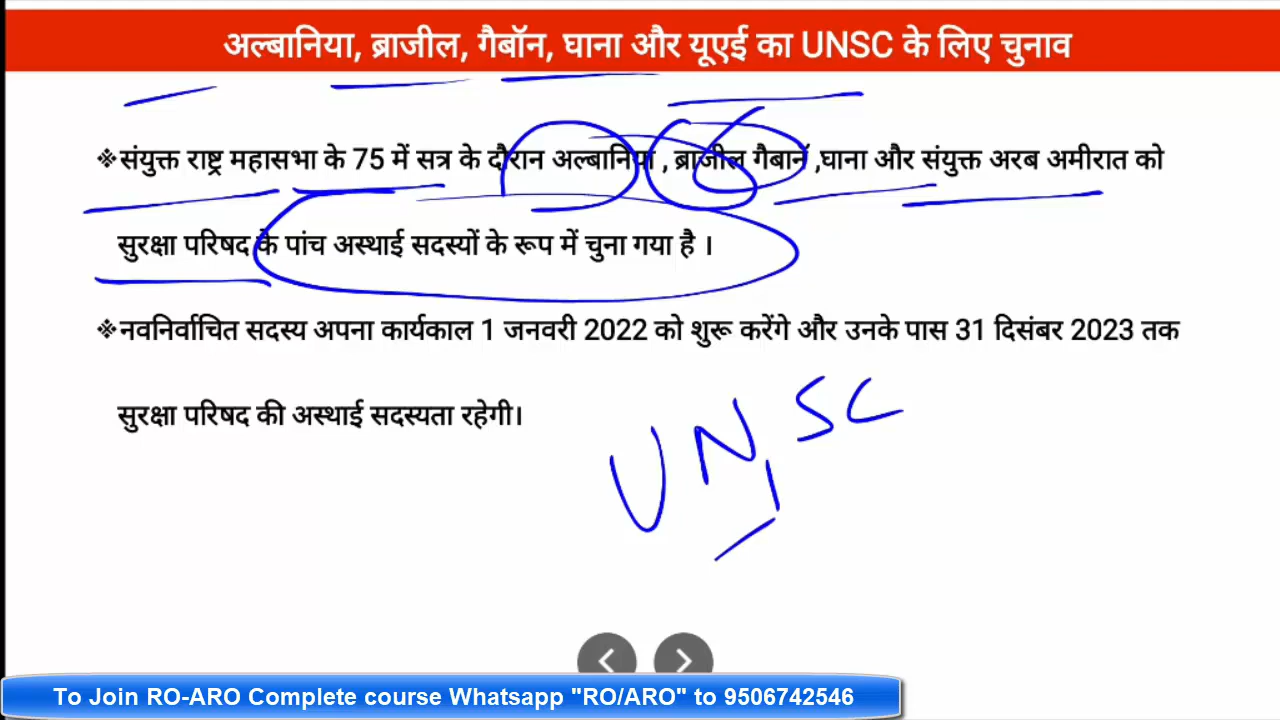 अल्बानिया, ब्राजील, गैबॉन, घाना और यूएई का UNSC के लिए चुनाव
❖संयुक्त राष्ट्र महासभा के 75 में सत्र के दौरान अल्बानिया , ब्राजील गैबान ,घाना और संयुक्त अरब अमीरात को
सुरक्षा परिषद के पांच अस्थाई सदस्यों के रूप में चुना गया है ।
❖नवनिर्वाचित सदस्य अपना कार्यकाल 1 जनवरी 2022 को शुरू करेंगे और उनके पास 31 दिसंबर 2023 तक
सुरक्षा परिषद की अस्थाई सदस्यता रहेगी।
UNSC
To Join RO-ARO Complete course Whatsapp "RO/ARO" to 9506742546